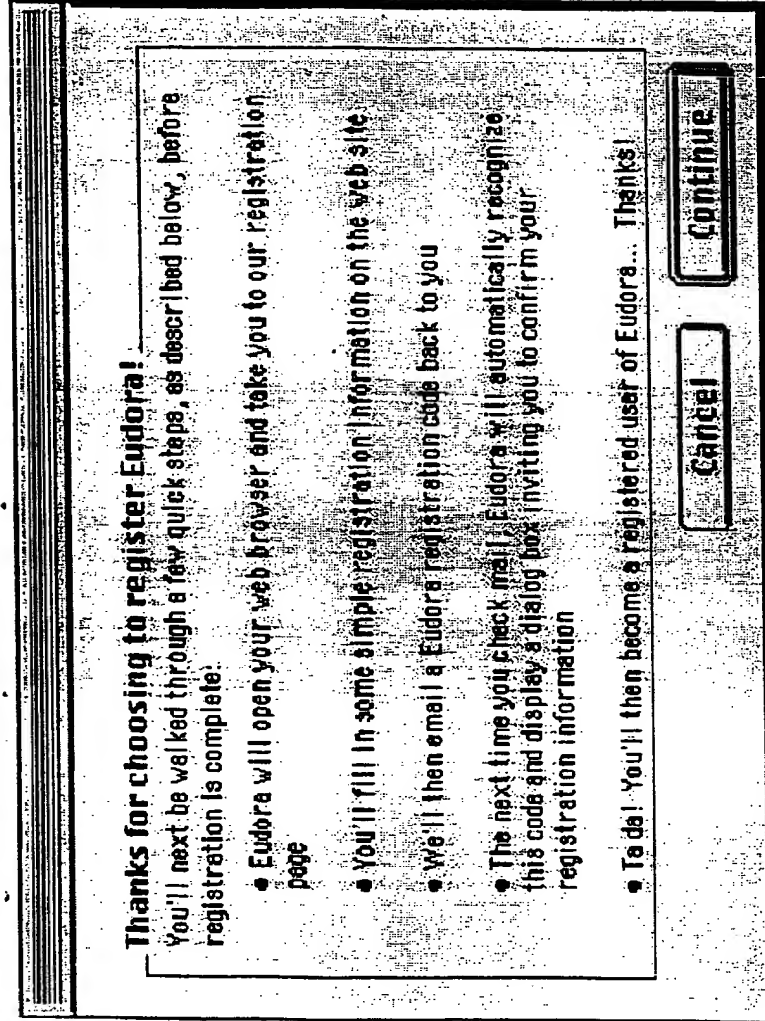 Thanks for choosing to register Eudora!
You'll next be walked through a few quick steps, as described below, before
registration is complete:
• Eudora will open your web browser and take you to our registration
page
• You'll fill in some simple registration information on the web site.
• We'll then email a Eudora registration code back to you
• The next time you check mail, Eudora will automatically recognize
this code and display a dialog box inviting you to confirm your
registration information
• Ta da! You'll then become a registered user of Eudora... Thanks!
Cancel
Continue